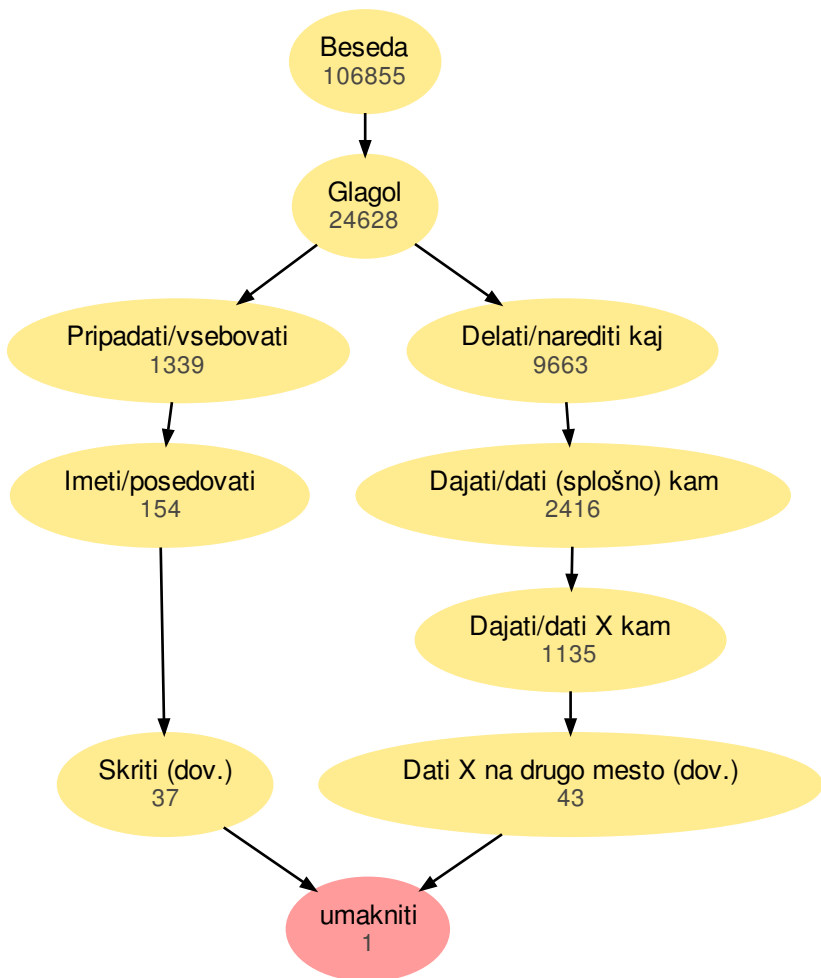 Beseda
106855
Glagol
24628
Pripadati/vsebovati
1339
Delati/narediti kaj
9663
Imeti/posedovati
154
Dajati/dati (splošno) kam
2416
Dajati/dati X kam
1135
Skriti (dov.)
37
Dati X na drugo mesto (dov.)
43
umakniti
1